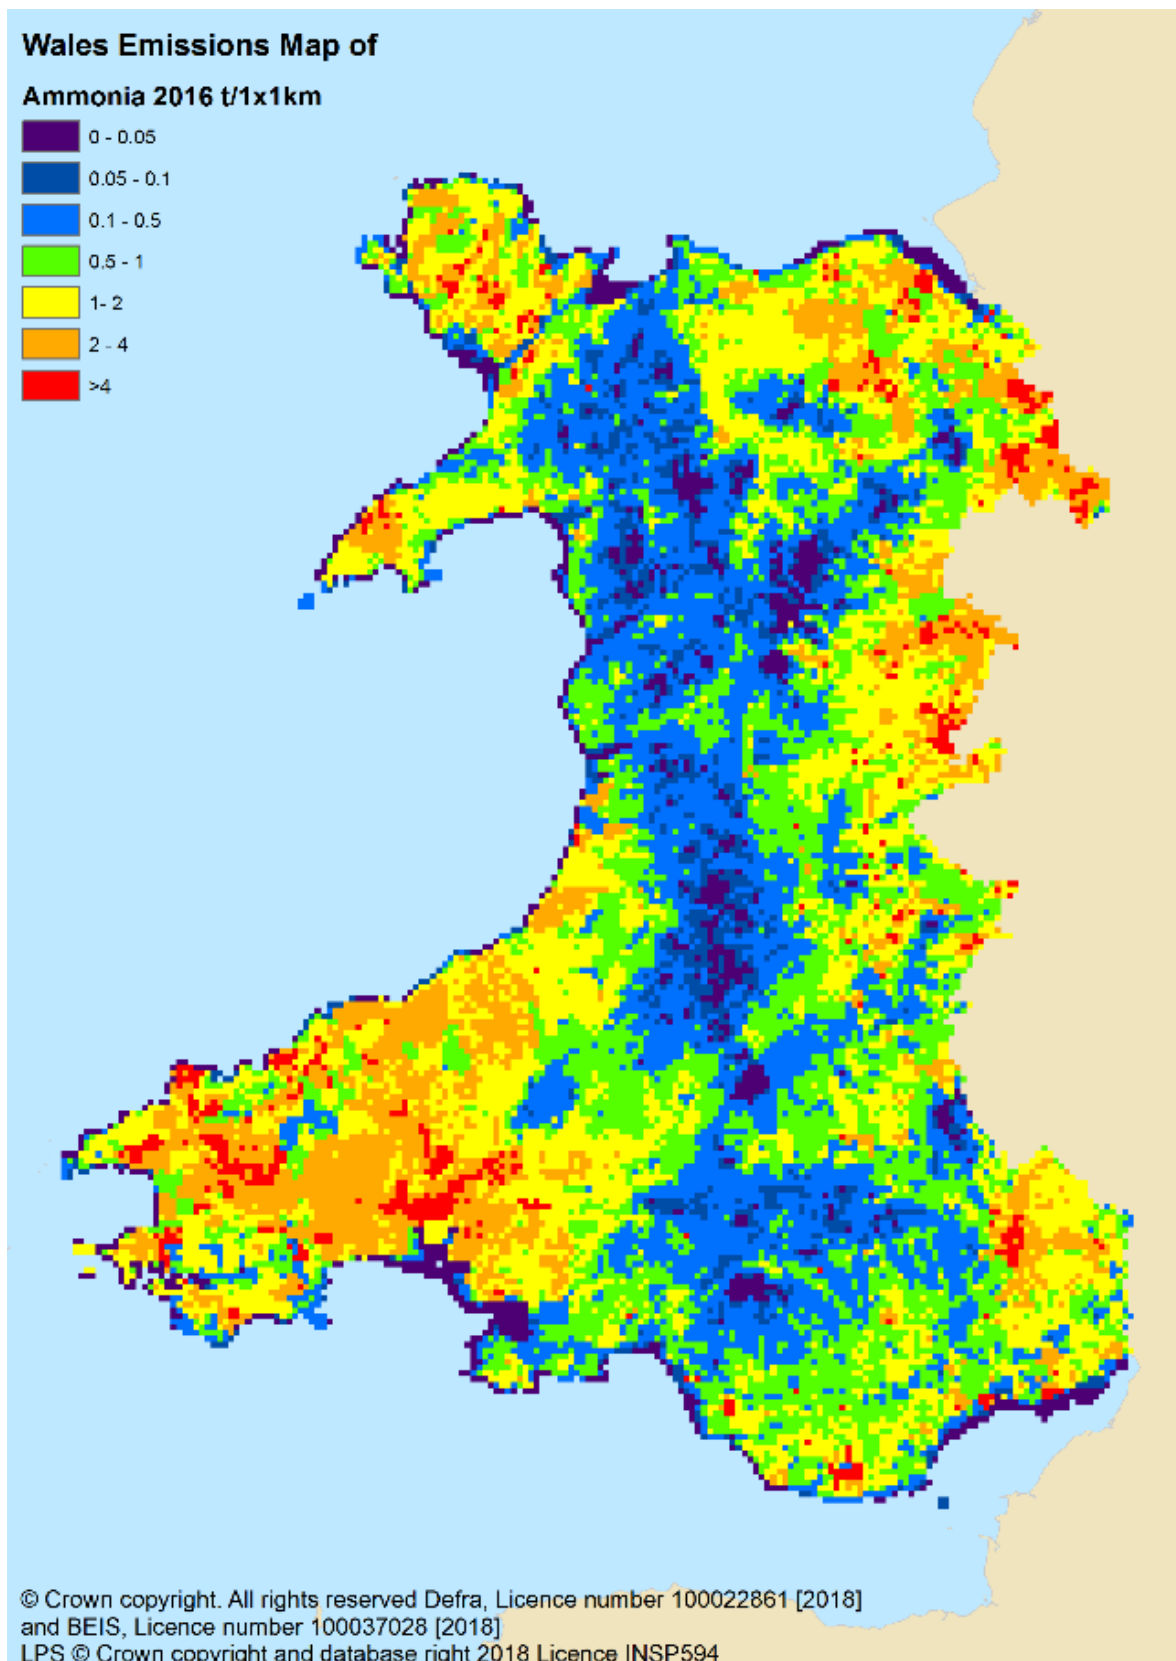 Wales Emissions Map of
Ammonia 2016 t/1x1km
0 - 0.05
0.05 - 0.1
0.1 - 0.5
0.5 - 1
1- 2
2 - 4
>4
© Crown copyright. All rights reserved Defra, Licence number 100022861 [2018]
and BEIS, Licence number 100037028 [2018]
LPS © Crown copyright and database right 2018 Licence INSP594